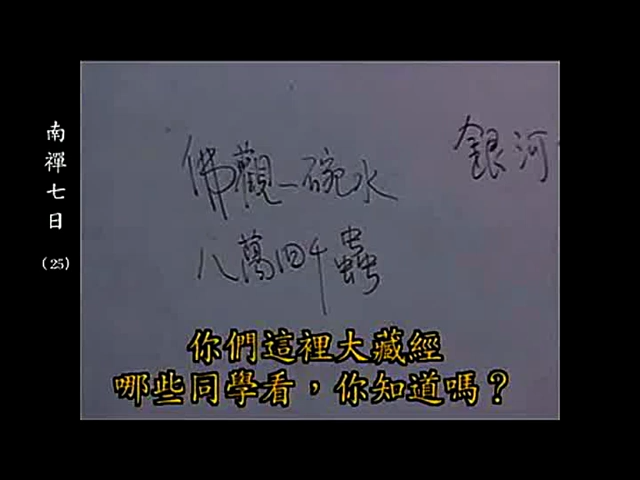 南禪七日
(25)
銀河
佛觀一碗水
八萬四千蟲
你們這裡大藏經
哪些同學看,你知道嗎?